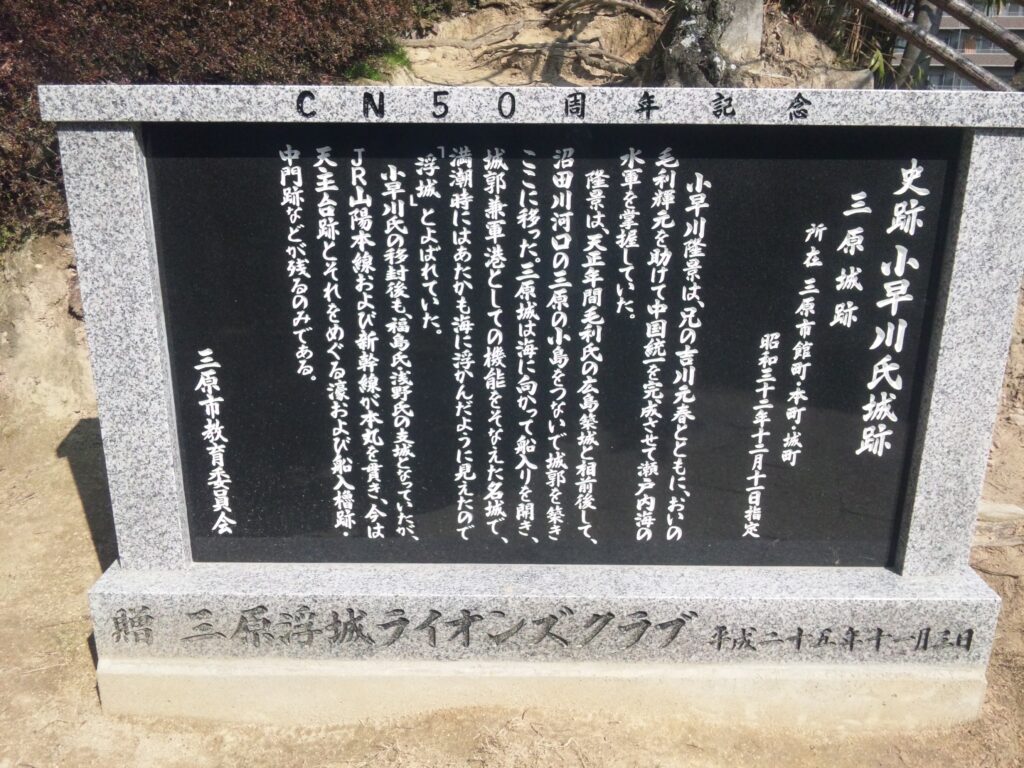 CN50周年記念
史跡 小早川氏城跡
三原城跡
所在 三原市館町・本町・城町
昭和三十二年十二月十一日指定
小早川隆景は、兄の吉川元春とともに、おいの
毛利輝元を助けて中国統一を完成させて瀬戸内海の
水軍を掌握していた。
隆景は、天正年間毛利氏の広島築城と相前後して、
沼田川河口の三原の小島をつないで城郭を築き
ここに移った。三原城は海に向かって船入りを開き、
城郭兼軍港としての機能をそなえた名城で、
満潮時にはあたかも海に浮かんだように見えたので
「浮城」とよばれていた。
小早川氏の移封後も、福島氏浅野氏の支城となっていたが、
JR山陽本線および新幹線が本丸を貫き、今は
天主台跡とそれをめぐる濠および船入櫓跡・
中門跡などが残るのみである。
三原市教育委員会
贈 三原浮城ライオンズクラブ 平成二十五年十一月三日